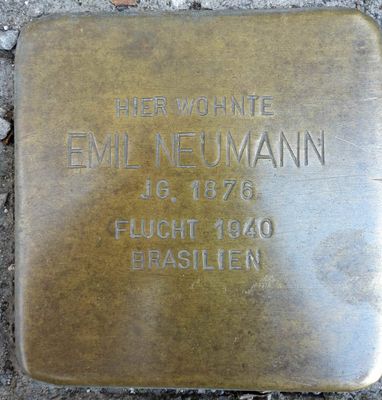 HIER WOHNTE
EMIL NEUMANN
JG. 1876
FLUCHT 1940
BRASILIEN